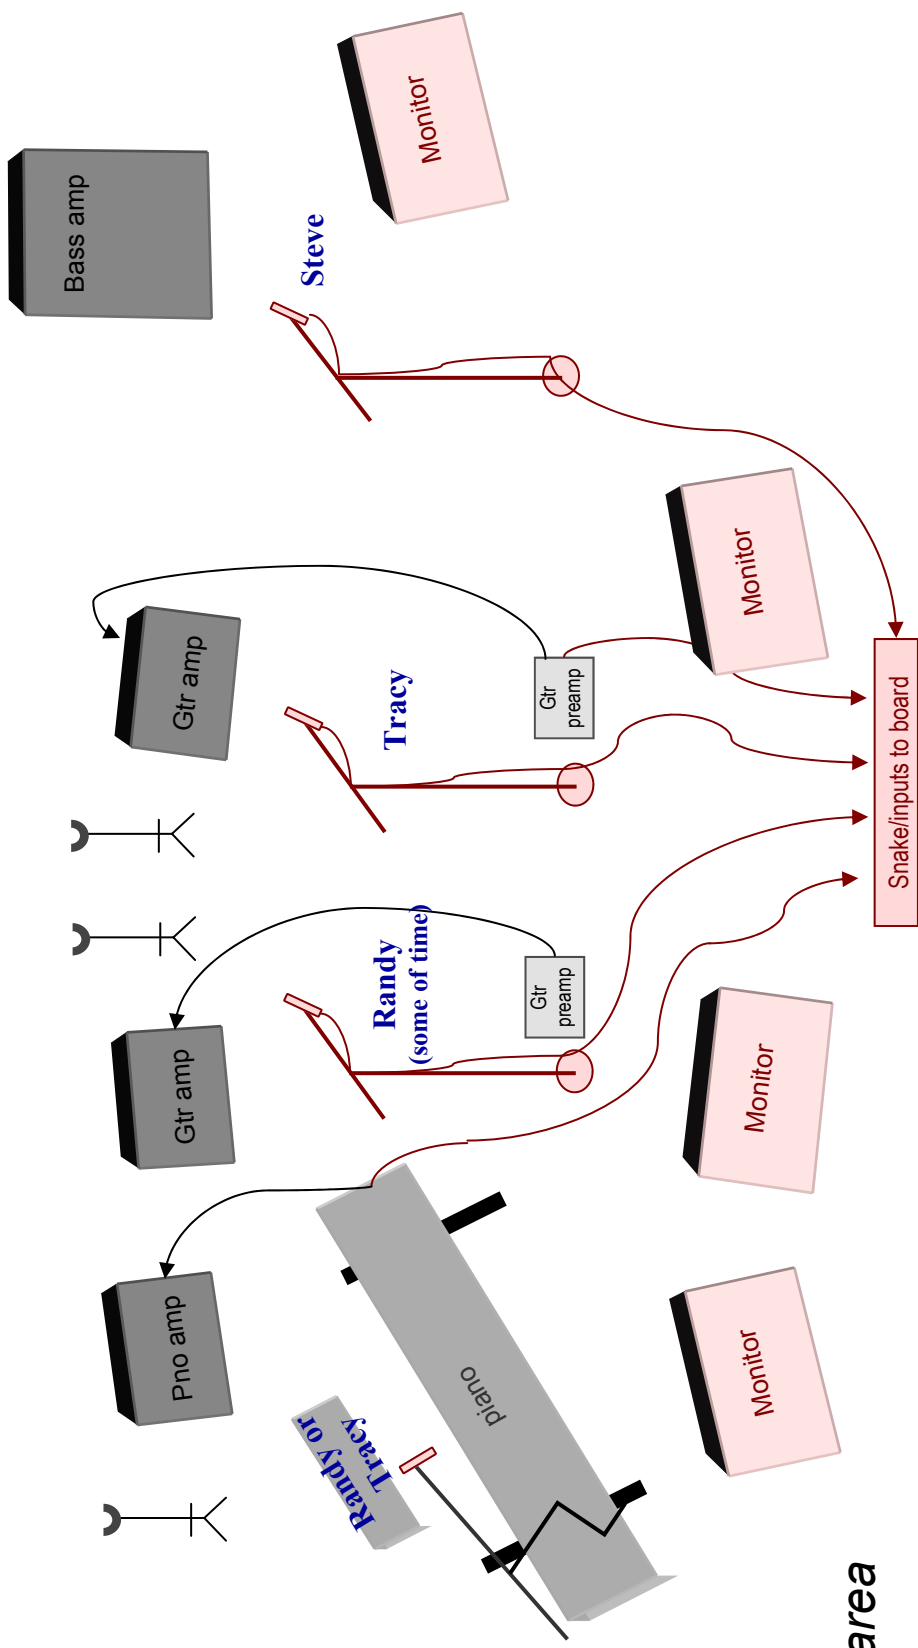 Pno amp
Gtr amp
Gtr amp
Bass amp
Randy or
Tracy
Randy
(some of time)
Tracy
Steve
piano
Gtr
preamp
Gtr
preamp
Monitor
Monitor
Monitor
Monitor
Snake/inputs to board
area